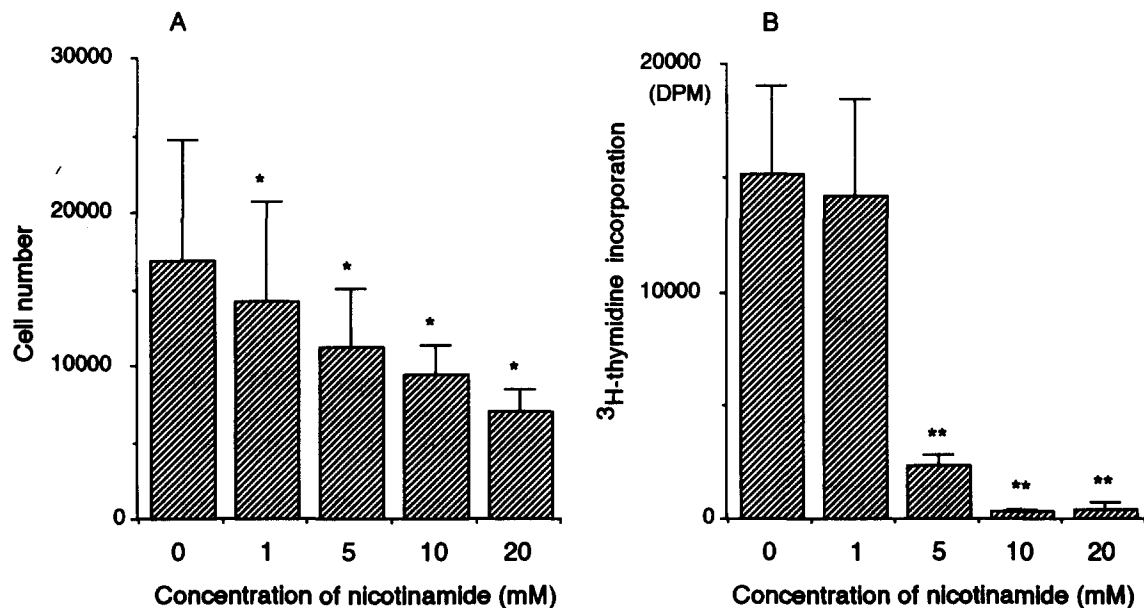 A
30000
20000
10000
0
Cell number
*
*
*
*
0 1 5 10 20
Concentration of nicotinamide (mM)
B
20000
(DPM)
10000
0
³H-thymidine incorporation
**
**
**
0 1 5 10 20
Concentration of nicotinamide (mM)